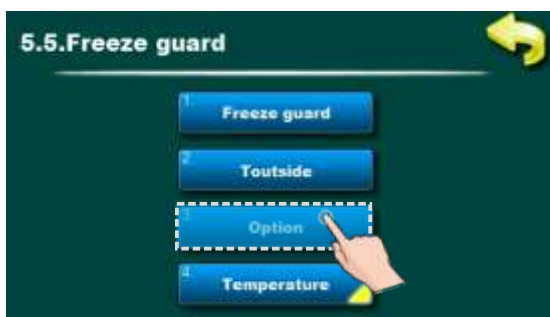 5.5.Freeze guard
1. Freeze guard
2. Toutside
3. Option
4. Temperature